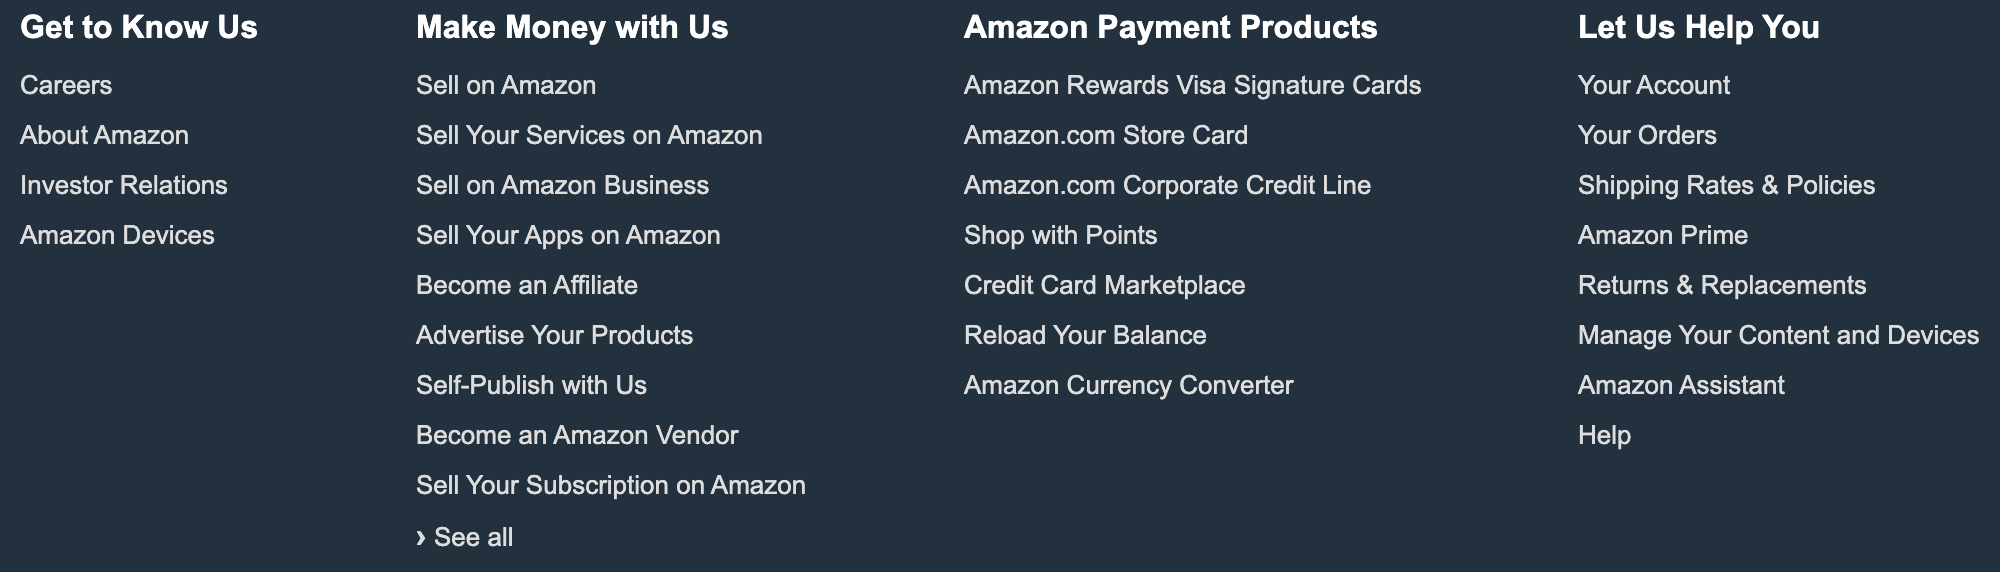 Get to Know Us
Careers
About Amazon
Investor Relations
Amazon Devices
Make Money with Us
Sell on Amazon
Sell Your Services on Amazon
Sell on Amazon Business
Sell Your Apps on Amazon
Become an Affiliate
Advertise Your Products
Self-Publish with Us
Become an Amazon Vendor
Sell Your Subscription on Amazon
› See all
Amazon Payment Products
Amazon Rewards Visa Signature Cards
Amazon.com Store Card
Amazon.com Corporate Credit Line
Shop with Points
Credit Card Marketplace
Reload Your Balance
Amazon Currency Converter
Let Us Help You
Your Account
Your Orders
Shipping Rates & Policies
Amazon Prime
Returns & Replacements
Manage Your Content and Devices
Amazon Assistant
Help